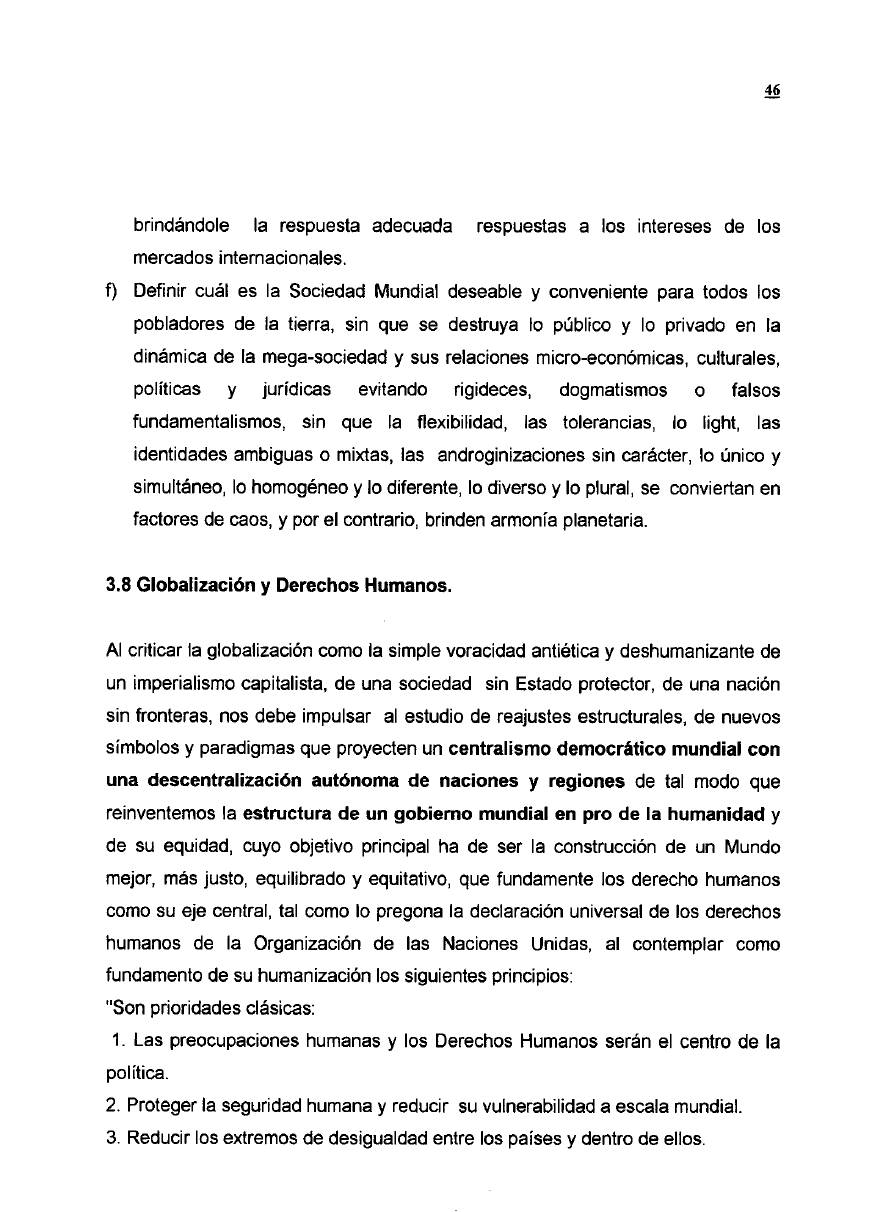 46
brindándole la respuesta adecuada respuestas a los intereses de los
mercados internacionales.
f) Definir cuál es la Sociedad Mundial deseable y conveniente para todos los
pobladores de la tierra, sin que se destruya lo público y lo privado en la
dinámica de la mega-sociedad y sus relaciones micro-económicas, culturales,
políticas y jurídicas evitando rigideces, dogmatismos o falsos
fundamentalismos, sin que la flexibilidad, las tolerancias, lo light, las
identidades ambiguas o mixtas, las androginizaciones sin carácter, lo único y
simultáneo, lo homogéneo y lo diferente, lo diverso y lo plural, se conviertan en
factores de caos, y por el contrario, brinden armonía planetaria.
3.8 Globalización y Derechos Humanos.
Al criticar la globalización como la simple voracidad antiética y deshumanizante de
un imperialismo capitalista, de una sociedad sin Estado protector, de una nación
sin fronteras, nos debe impulsar al estudio de reajustes estructurales, de nuevos
símbolos y paradigmas que proyecten un centralismo democrático mundial con
una descentralización autónoma de naciones y regiones de tal modo que
reinventemos la estructura de un gobierno mundial en pro de la humanidad y
de su equidad, cuyo objetivo principal ha de ser la construcción de un Mundo
mejor, más justo, equilibrado y equitativo, que fundamente los derecho humanos
como su eje central, tal como lo pregona la declaración universal de los derechos
humanos de la Organización de las Naciones Unidas, al contemplar como
fundamento de su humanización los siguientes principios:
"Son prioridades clásicas:
1. Las preocupaciones humanas y los Derechos Humanos serán el centro de la
política.
2. Proteger la seguridad humana y reducir su vulnerabilidad a escala mundial.
3. Reducir los extremos de desigualdad entre los países y dentro de ellos.